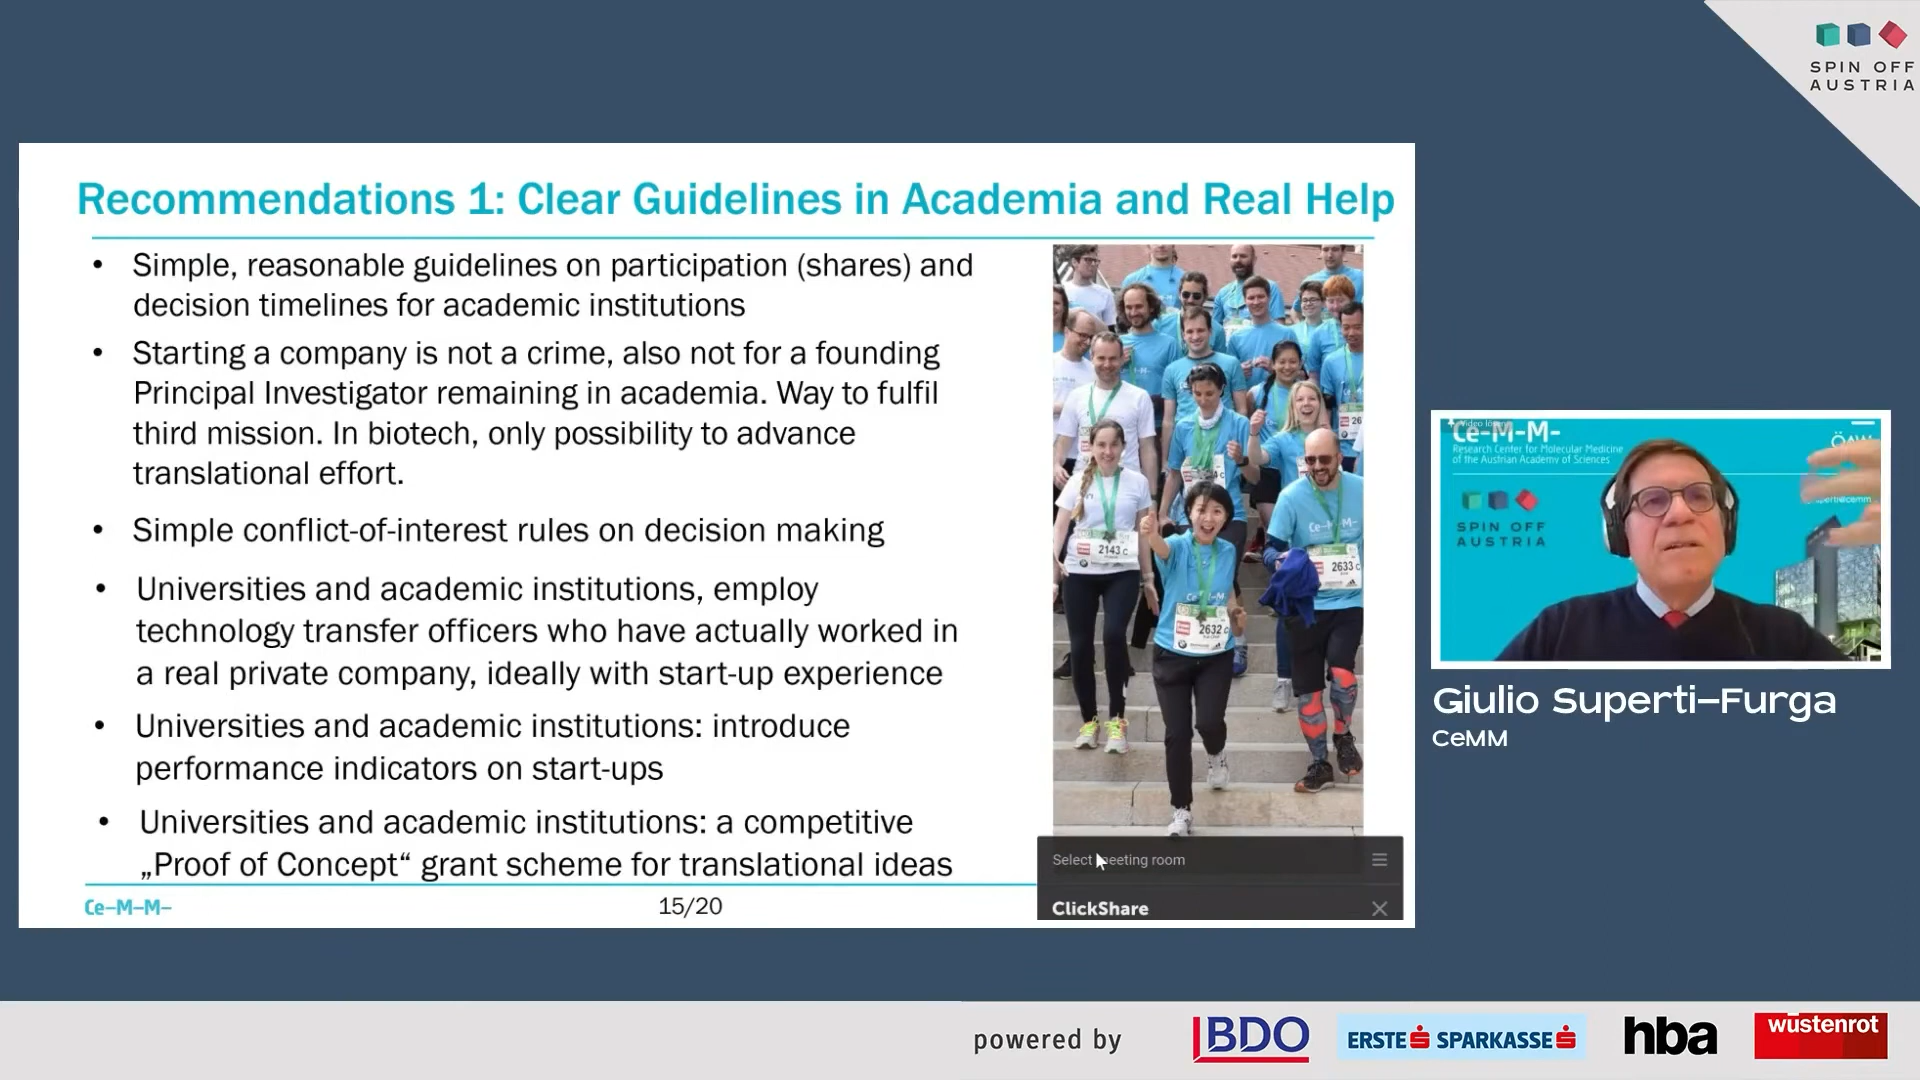 SPIN OFF
AUSTRIA
Recommendations 1: Clear Guidelines in Academia and Real Help
• Simple, reasonable guidelines on participation (shares) and
decision timelines for academic institutions
• Starting a company is not a crime, also not for a founding
Principal Investigator remaining in academia. Way to fulfil
third mission. In biotech, only possibility to advance
translational effort.
• Simple conflict-of-interest rules on decision making
• Universities and academic institutions, employ
technology transfer officers who have actually worked in
a real private company, ideally with start-up experience
• Universities and academic institutions: introduce
performance indicators on start-ups
• Universities and academic institutions: a competitive
„Proof of Concept“ grant scheme for translational ideas
Ce-M-M-
15/20
2143 C
2632 C
2633 C
Select meeting room
ClickShare
Ce-M-M-
Research Center for Molecular Medicine
of the Austrian Academy of Sciences
ÖAW
SPIN OFF
AUSTRIA
Giulio Superti-Furga
CeMM
powered by
BDO
ERSTE SPARKASSE
hba
wüstenrot